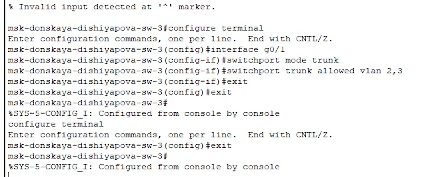 % Invalid input detected at '^' marker.
msk-donskaya-dishiyapova-sw-3#configure terminal
Enter configuration commands, one per line.  End with CNTL/Z.
msk-donskaya-dishiyapova-sw-3(config)#interface g0/1
msk-donskaya-dishiyapova-sw-3(config-if)#switchport mode trunk
msk-donskaya-dishiyapova-sw-3(config-if)#switchport trunk allowed vlan 2,3
msk-donskaya-dishiyapova-sw-3(config-if)#exit
msk-donskaya-dishiyapova-sw-3(config)#exit
msk-donskaya-dishiyapova-sw-3#
%SYS-5-CONFIG_I: Configured from console by console
configure terminal
Enter configuration commands, one per line.  End with CNTL/Z.
msk-donskaya-dishiyapova-sw-3(config)#exit
msk-donskaya-dishiyapova-sw-3#
%SYS-5-CONFIG_I: Configured from console by console